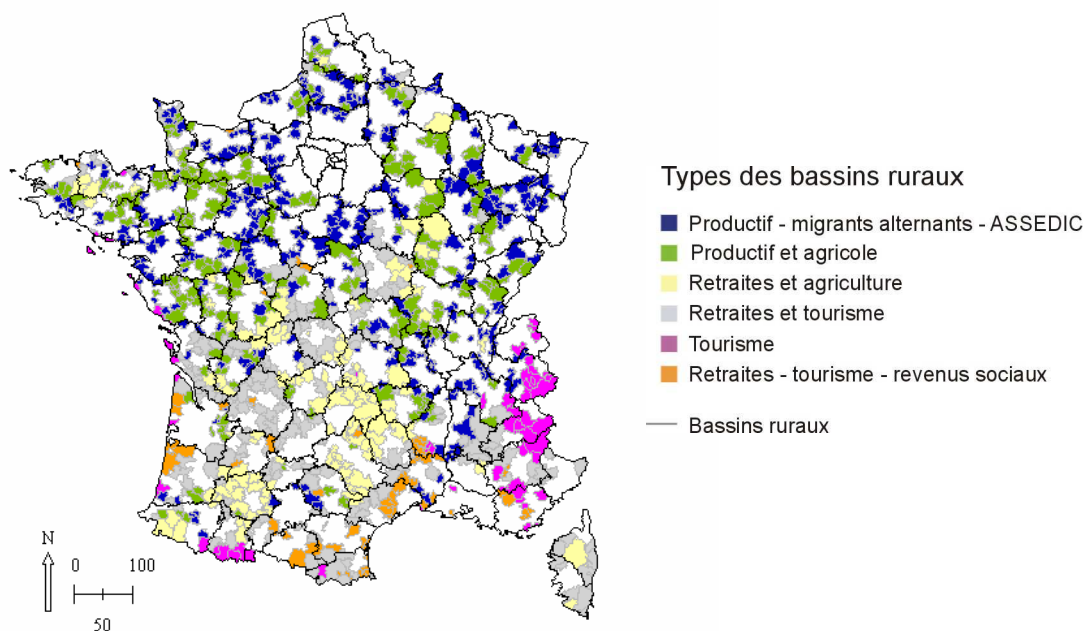 Types des bassins ruraux
Productif - migrants alternants - ASSEDIC
Productif et agricole
Retraites et agriculture
Retraites et tourisme
Tourisme
Retraites - tourisme - revenus sociaux
Bassins ruraux
N
0 100
50